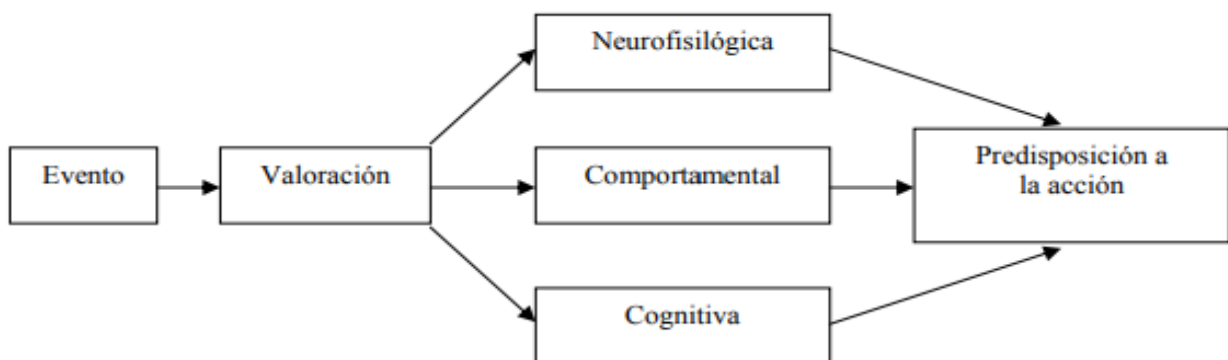 Neurofisilógica
Evento
Valoración
Comportamental
Predisposición a
la acción
Cognitiva